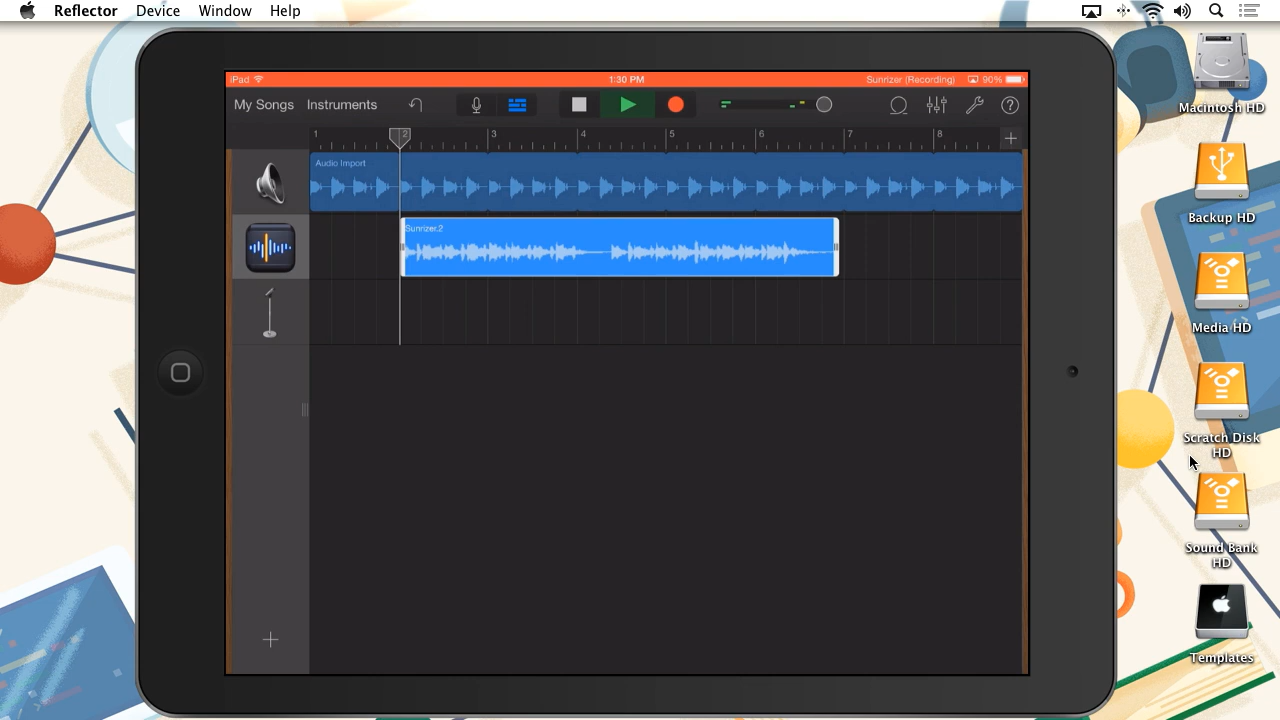 Reflector Device Window Help
iPad 1:30 PM Sunrizer (Recording) 90%
My Songs Instruments
1 2 3 4 5 6 7 8
Audio Import
Sunrizer.2
Macintosh HD
Backup HD
Media HD
Scratch Disk
HD
Sound Bank
HD
Templates